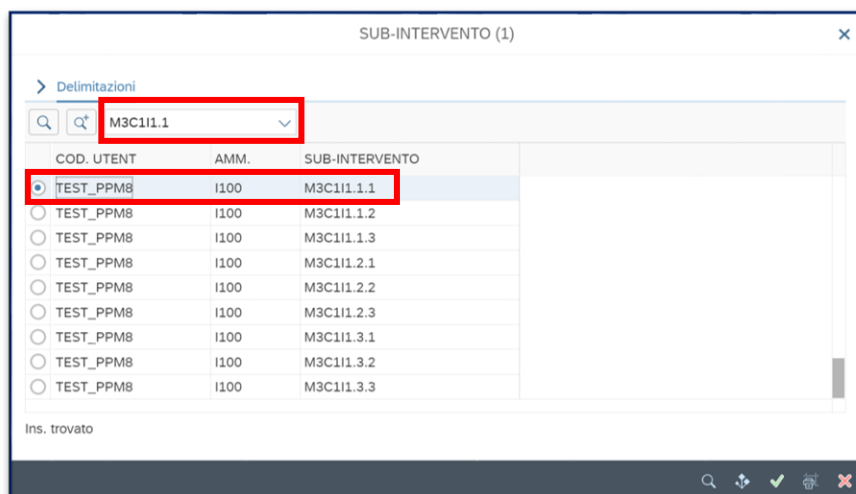 SUB-INTERVENTO (1)
Delimitazioni
M3C1I1.1
COD. UTENT AMM. SUB-INTERVENTO
TEST_PPM8 I100 M3C1I1.1.1
TEST_PPM8 I100 M3C1I1.1.2
TEST_PPM8 I100 M3C1I1.1.3
TEST_PPM8 I100 M3C1I1.2.1
TEST_PPM8 I100 M3C1I1.2.2
TEST_PPM8 I100 M3C1I1.2.3
TEST_PPM8 I100 M3C1I1.3.1
TEST_PPM8 I100 M3C1I1.3.2
TEST_PPM8 I100 M3C1I1.3.3
Ins. trovato